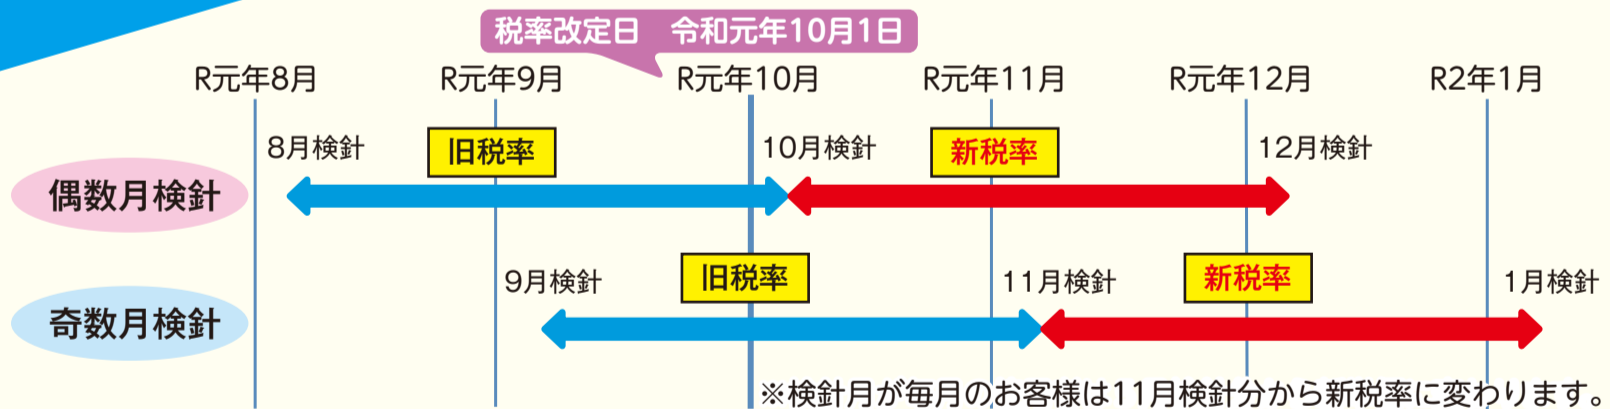 税率改定日　令和元年10月1日
R元年8月　R元年9月　R元年10月　R元年11月　R元年12月　R2年1月
8月検針　旧税率　10月検針　新税率　12月検針
偶数月検針
9月検針　旧税率　11月検針　新税率　1月検針
奇数月検針
※検針月が毎月のお客様は11月検針分から新税率に変わります。